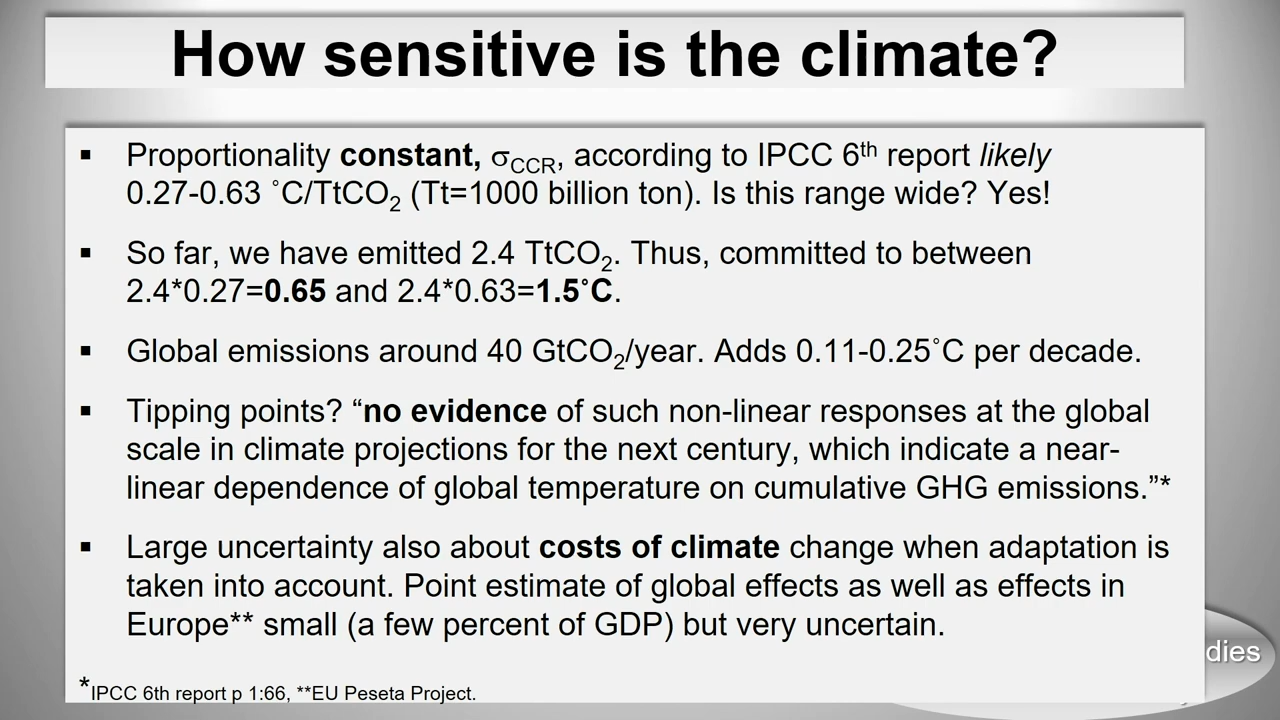 How sensitive is the climate?
▪ Proportionality constant, σCCR, according to IPCC 6th report likely
0.27-0.63 ˚C/TtCO2 (Tt=1000 billion ton). Is this range wide? Yes!
▪ So far, we have emitted 2.4 TtCO2. Thus, committed to between
2.4*0.27=0.65 and 2.4*0.63=1.5˚C.
▪ Global emissions around 40 GtCO2/year. Adds 0.11-0.25˚C per decade.
▪ Tipping points? “no evidence of such non-linear responses at the global
scale in climate projections for the next century, which indicate a near-
linear dependence of global temperature on cumulative GHG emissions.”*
▪ Large uncertainty also about costs of climate change when adaptation is
taken into account. Point estimate of global effects as well as effects in
Europe** small (a few percent of GDP) but very uncertain.
dies
*IPCC 6th report p 1:66, **EU Peseta Project.